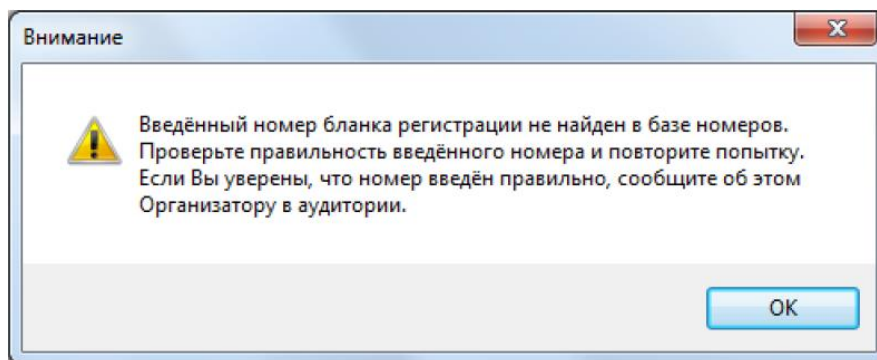 Внимание
Введённый номер бланка регистрации не найден в базе номеров.
Проверьте правильность введённого номера и повторите попытку.
Если Вы уверены, что номер введён правильно, сообщите об этом
Организатору в аудитории.
ОК